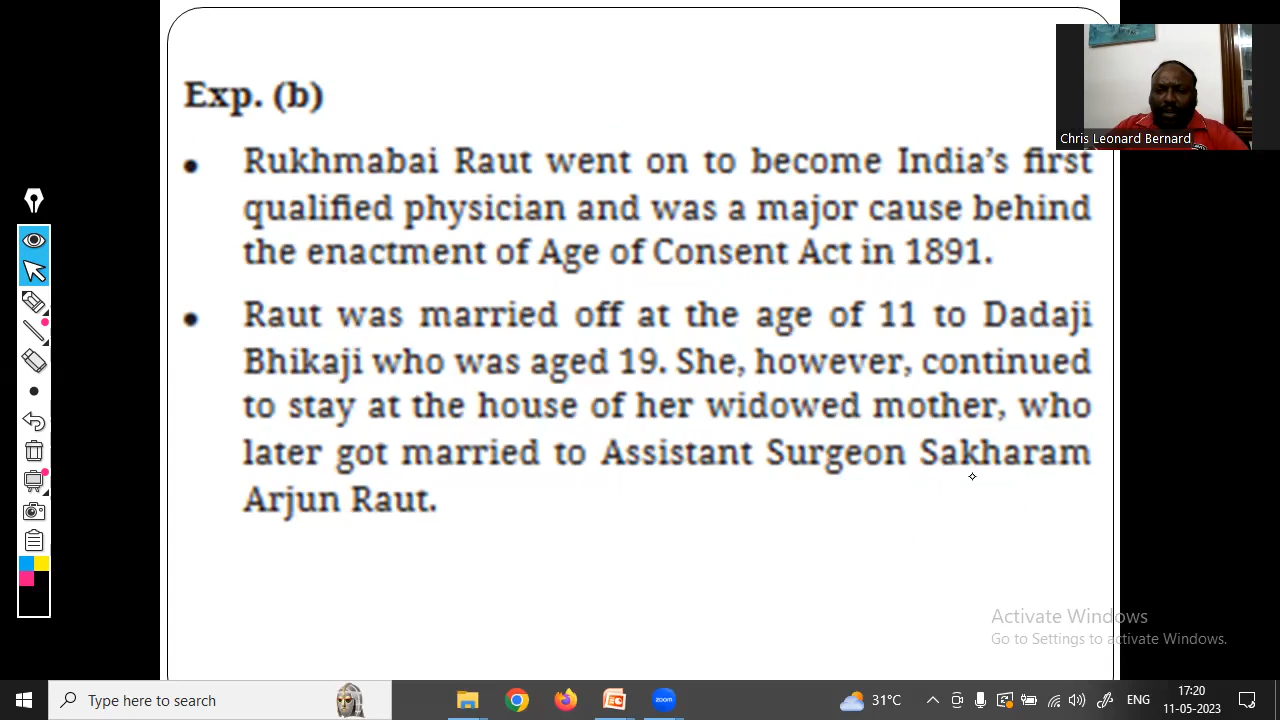 Exp. (b)
Chris Leonard Bernard
• Rukhmabai Raut went on to become India's first
qualified physician and was a major cause behind
the enactment of Age of Consent Act in 1891.
• Raut was married off at the age of 11 to Dadaji
Bhikaji who was aged 19. She, however, continued
to stay at the house of her widowed mother, who
later got married to Assistant Surgeon Sakharam
Arjun Raut.
Activate Windows
Go to Settings to activate Windows.
Type here to search
zoom
31°C
ENG
17:20
11-05-2023